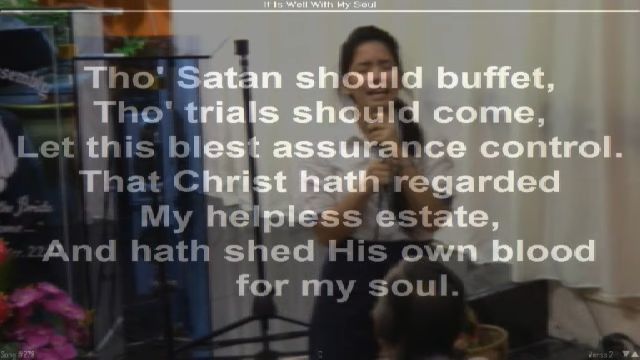 It Is Well With My Soul
Tho' Satan should buffet,
Tho' trials should come,
Let this blest assurance control.
That Christ hath regarded
My helpless estate,
And hath shed His own blood
for my soul.
Verse 2